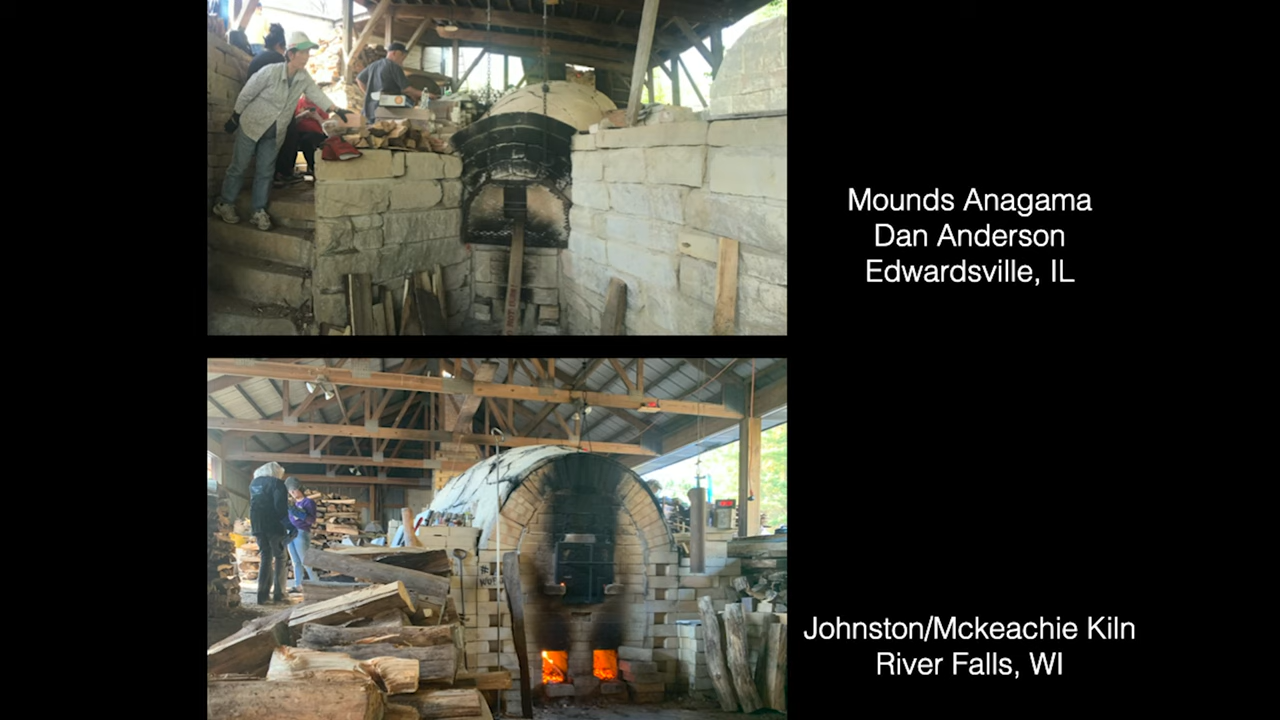 Mounds Anagama
Dan Anderson
Edwardsville, IL
Johnston/Mckeachie Kiln
River Falls, WI